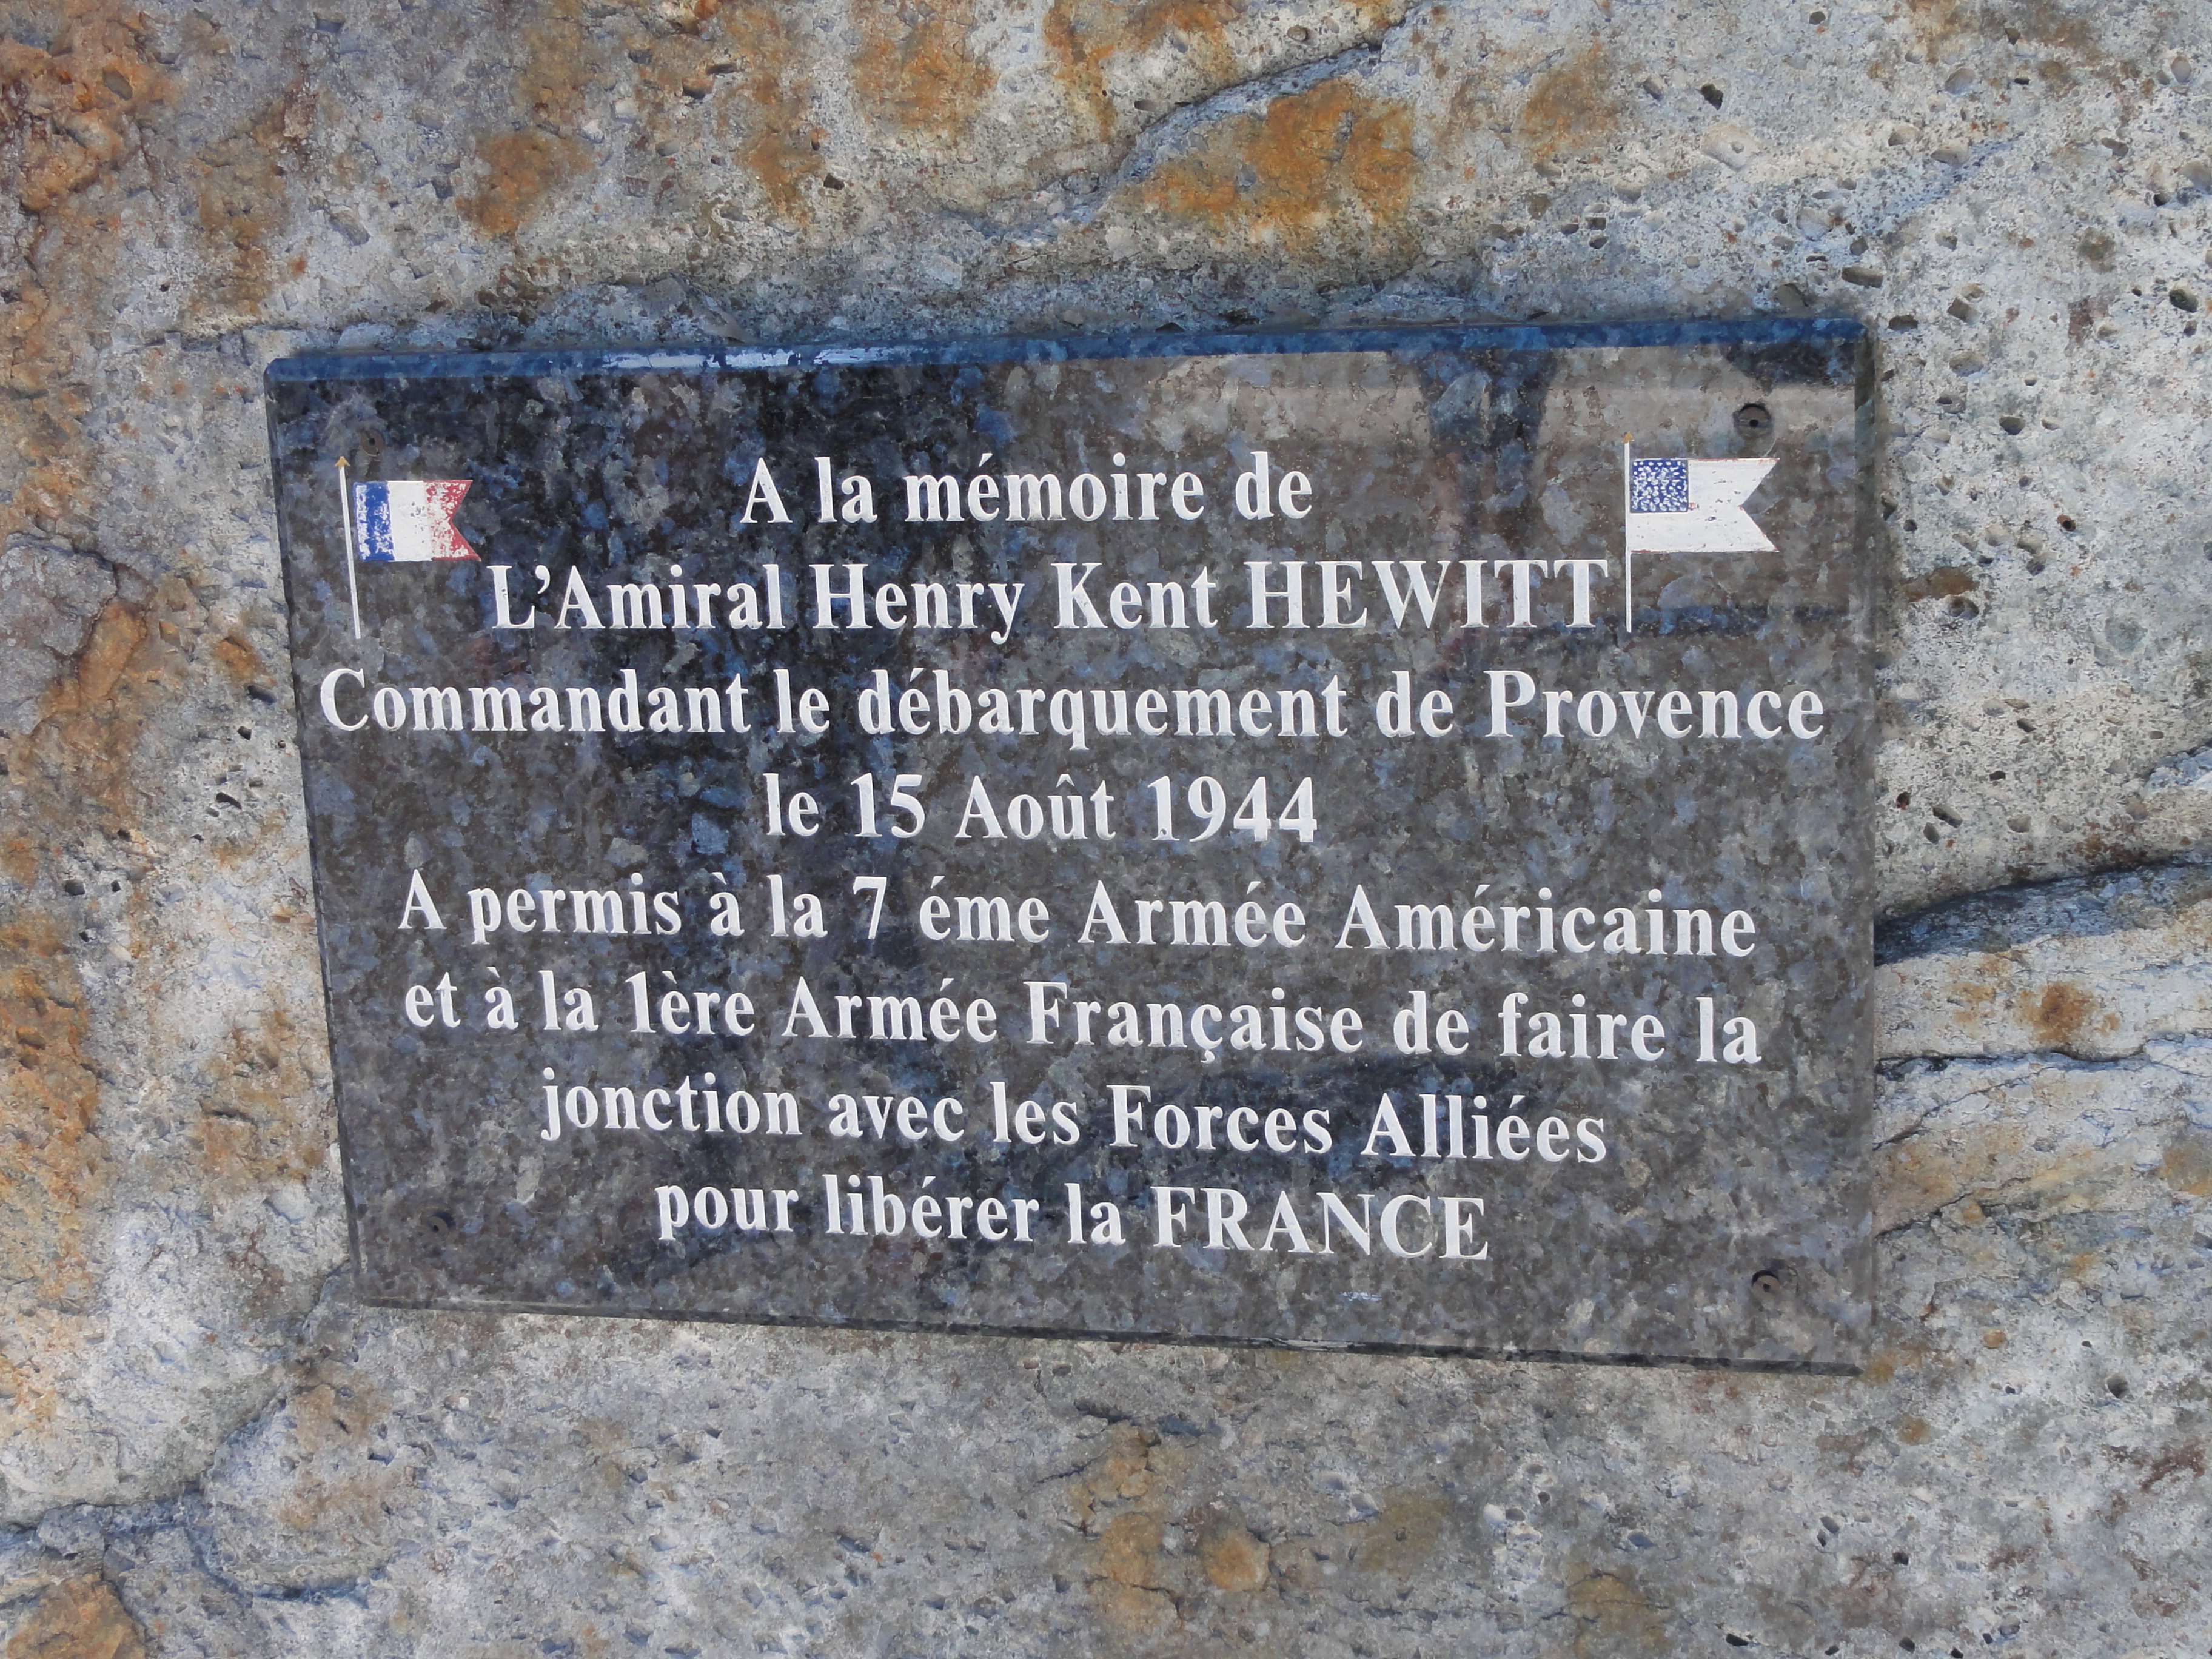 A la mémoire de
L'Amiral Henry Kent HEWITT
Commandant le débarquement de Provence
le 15 Août 1944
A permis à la 7 éme Armée Américaine
et à la 1ère Armée Française de faire la
jonction avec les Forces Alliées
pour libérer la FRANCE